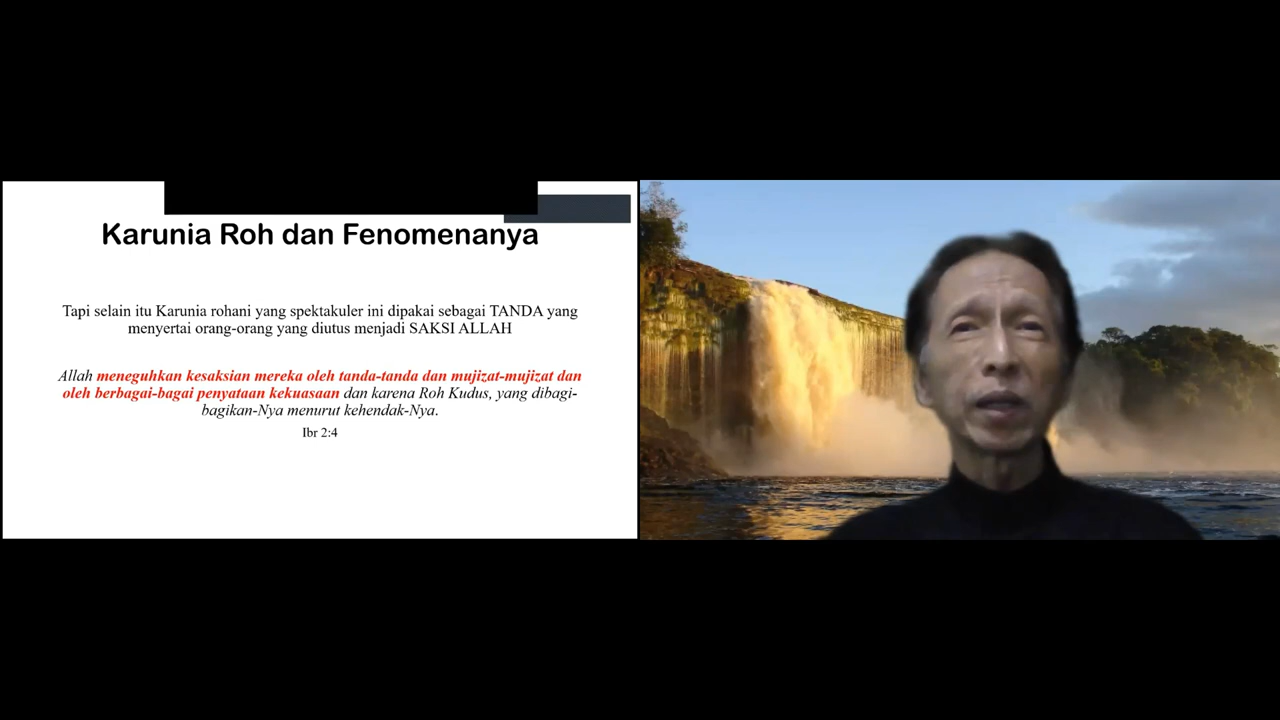 Karunia Roh dan Fenomenanya
Tapi selain itu Karunia rohani yang spektakuler ini dipakai sebagai TANDA yang
menyertai orang-orang yang diutus menjadi SAKSI ALLAH
Allah meneguhkan kesaksian mereka oleh tanda-tanda dan mujizat-mujizat dan
oleh berbagai-bagai penyataan kekuasaan dan karena Roh Kudus, yang dibagi-
bagikan-Nya menurut kehendak-Nya.
Ibr 2:4